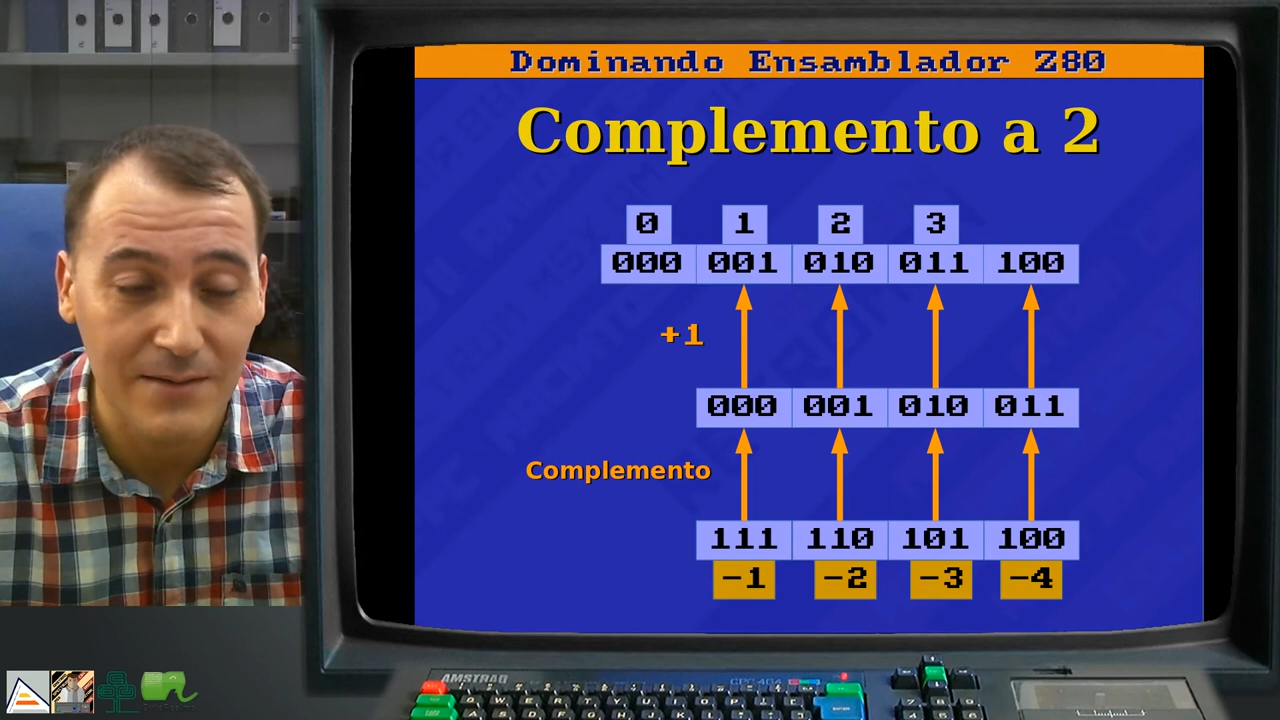 Dominando Ensamblador Z80
Complemento a 2
0 1 2 3
000 001 010 011 100
+1
000 001 010 011
Complemento
111 110 101 100
-1 -2 -3 -4
AMSTRAD